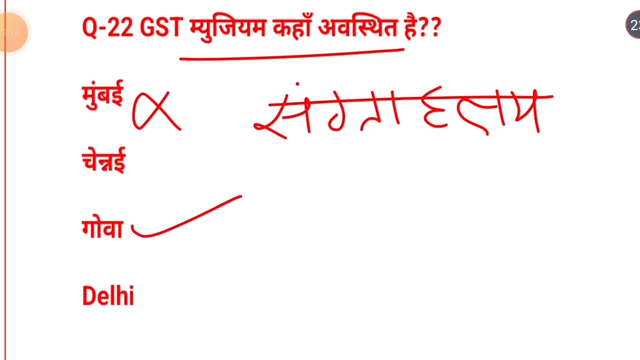 Q-22 GST म्युजियम कहाँ अवस्थित है??
मुंबई
संग्राहलय
चेन्नई
गोवा
Delhi